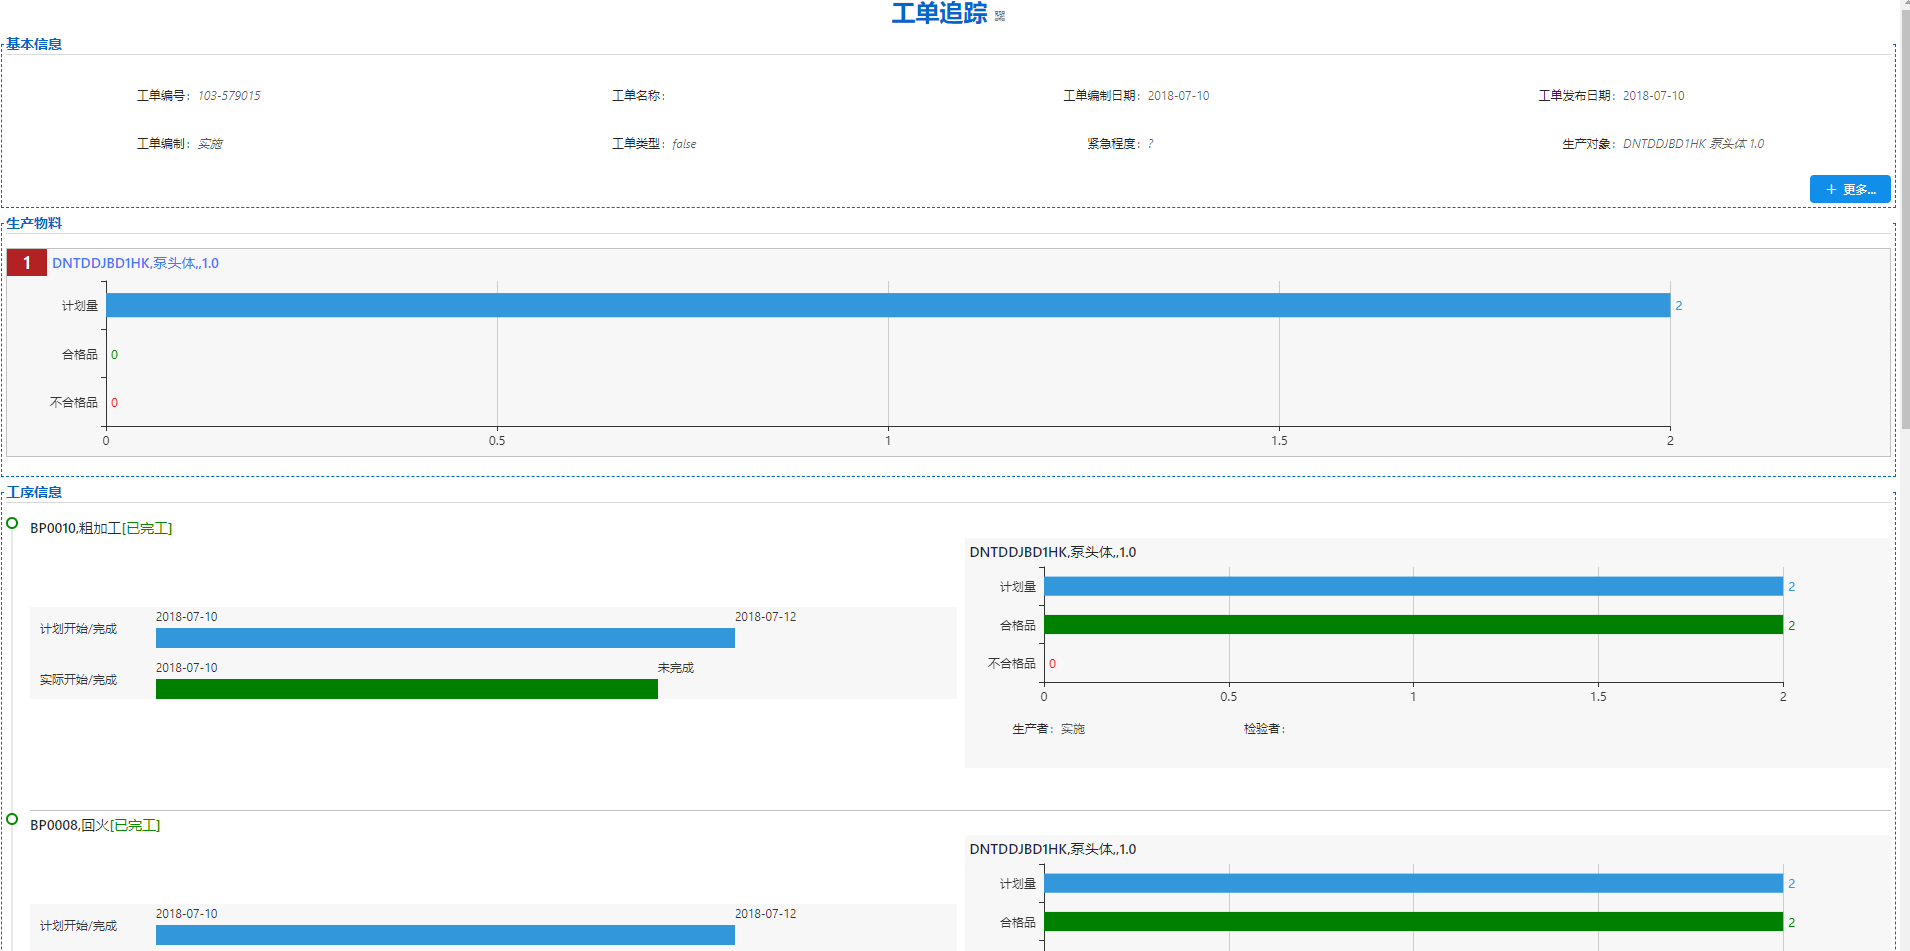 工单追踪
基本信息
工单编号：103-579015 工单名称： 工单编制日期：2018-07-10 工单发布日期：2018-07-10
工单编制：实施 工单类型：false 紧急程度：? 生产对象：DNTDDJBD1HK 泵头体 1.0
+ 更多...
生产物料
1 DNTDDJBD1HK,泵头体,,1.0
计划量 2
合格品 0
不合格品 0
0 0.5 1 1.5 2
工序信息
BP0010,粗加工[已完工]
2018-07-10 2018-07-12
计划开始/完成
2018-07-10 未完成
实际开始/完成
DNTDDJBD1HK,泵头体,,1.0
计划量 2
合格品 2
不合格品 0
0 0.5 1 1.5 2
生产者：实施 检验者：
BP0008,回火[已完工]
2018-07-10 2018-07-12
计划开始/完成
DNTDDJBD1HK,泵头体,,1.0
计划量 2
合格品 2